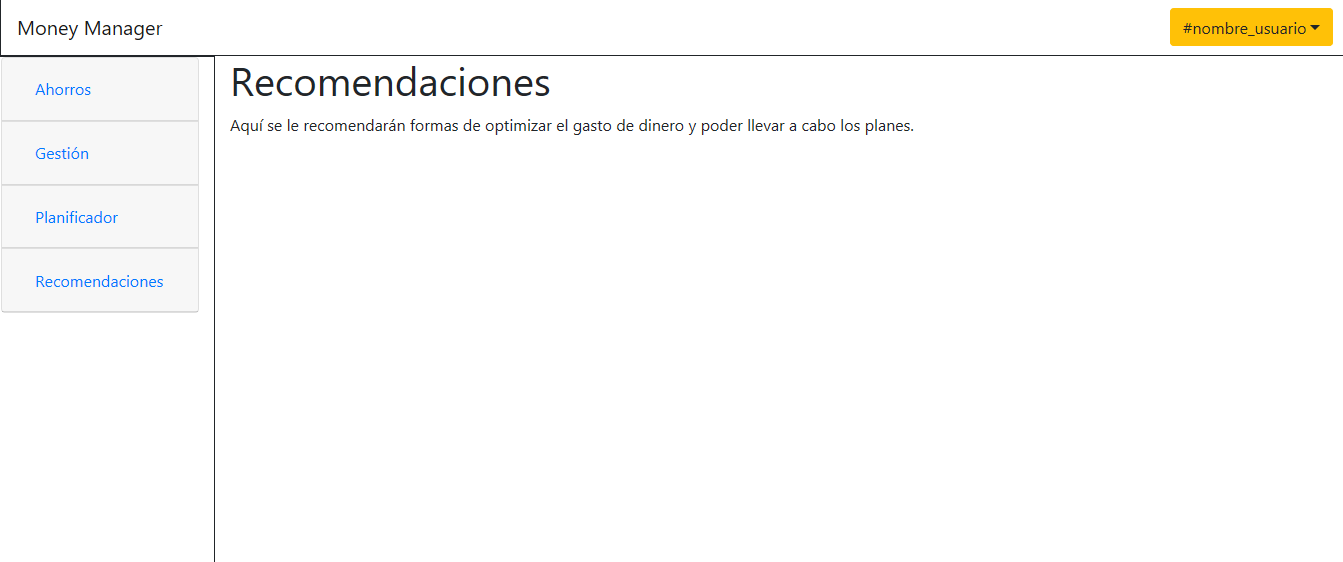 Money Manager
#nombre_usuario
Ahorros
Gestión
Planificador
Recomendaciones
Recomendaciones
Aquí se le recomendarán formas de optimizar el gasto de dinero y poder llevar a cabo los planes.